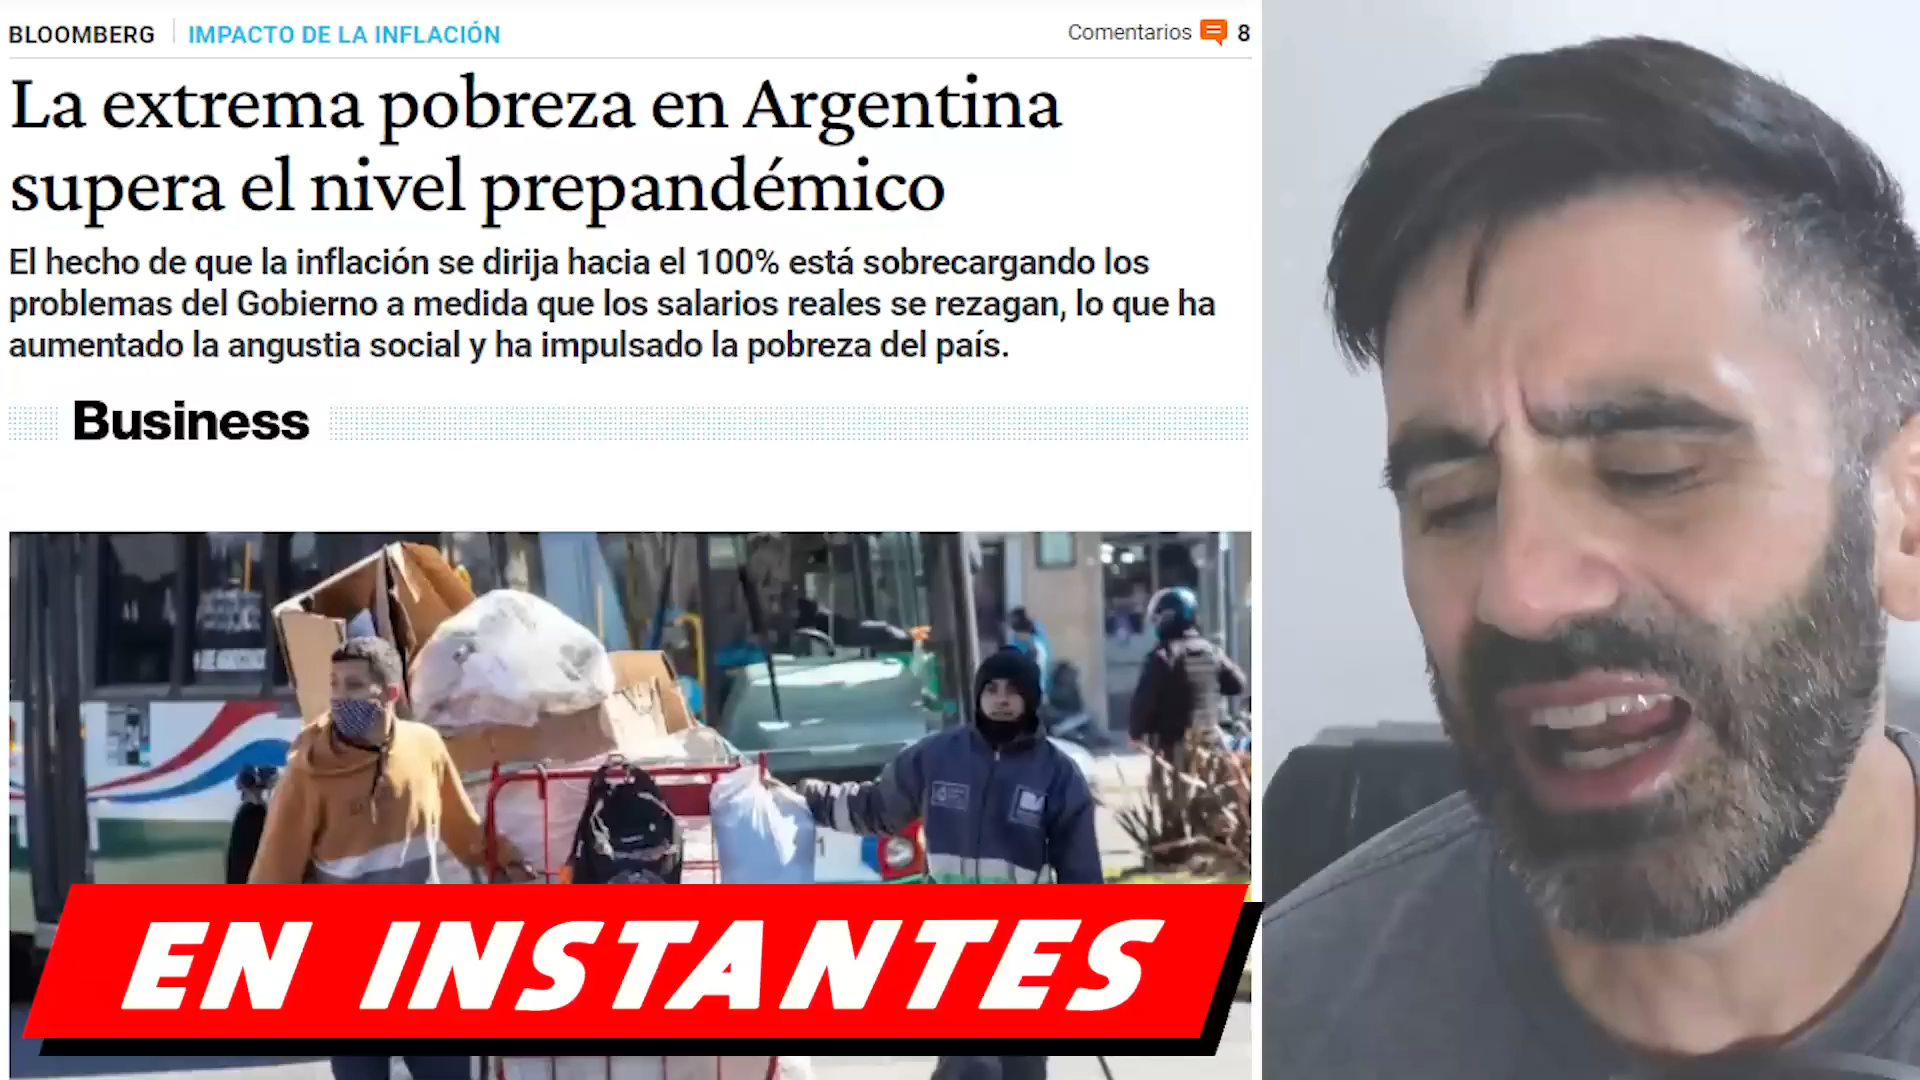 BLOOMBERG IMPACTO DE LA INFLACIÓN Comentarios 8
La extrema pobreza en Argentina
supera el nivel prepandémico
El hecho de que la inflación se dirija hacia el 100% está sobrecargando los
problemas del Gobierno a medida que los salarios reales se rezagan, lo que ha
aumentado la angustia social y ha impulsado la pobreza del país.
Business
EN INSTANTES